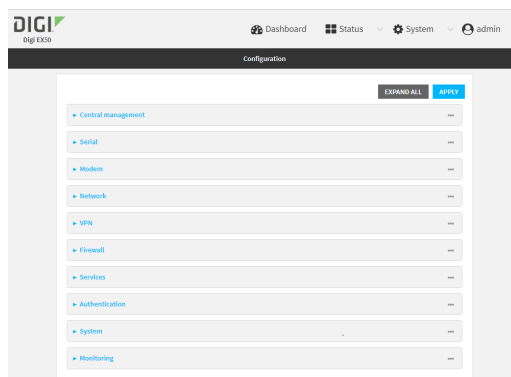 DIGI
Digi EX50
Dashboard Status System admin
Configuration
EXPAND ALL APPLY
Central management
Serial
Modem
Network
VPN
Firewall
Services
Authentication
System
Monitoring